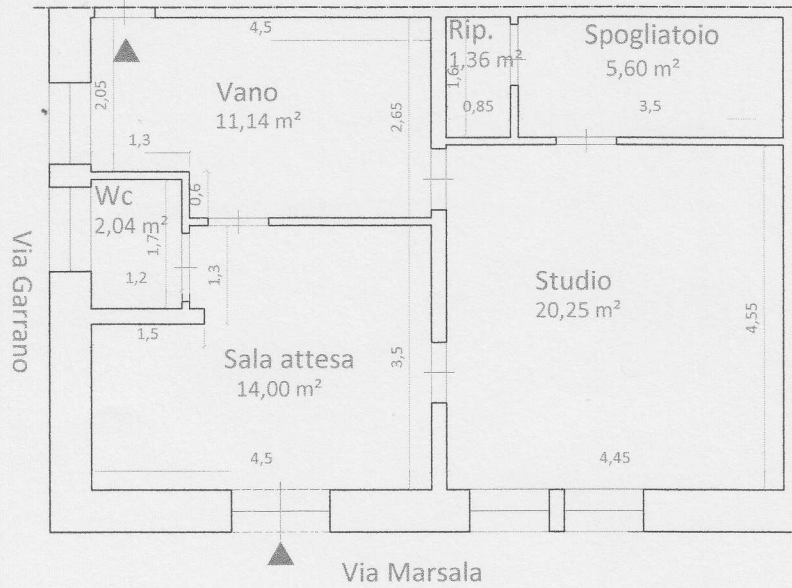 4,5
Rip.
1,36 m²
1,6
0,85
Spogliatoio
5,60 m²
3,5
2,05
Vano
11,14 m²
2,65
1,3
0,6
Wc
2,04 m²
1,7
1,2
1,3
1,5
Via Garrano
Sala attesa
14,00 m²
3,5
4,5
Studio
20,25 m²
4,55
4,45
Via Marsala